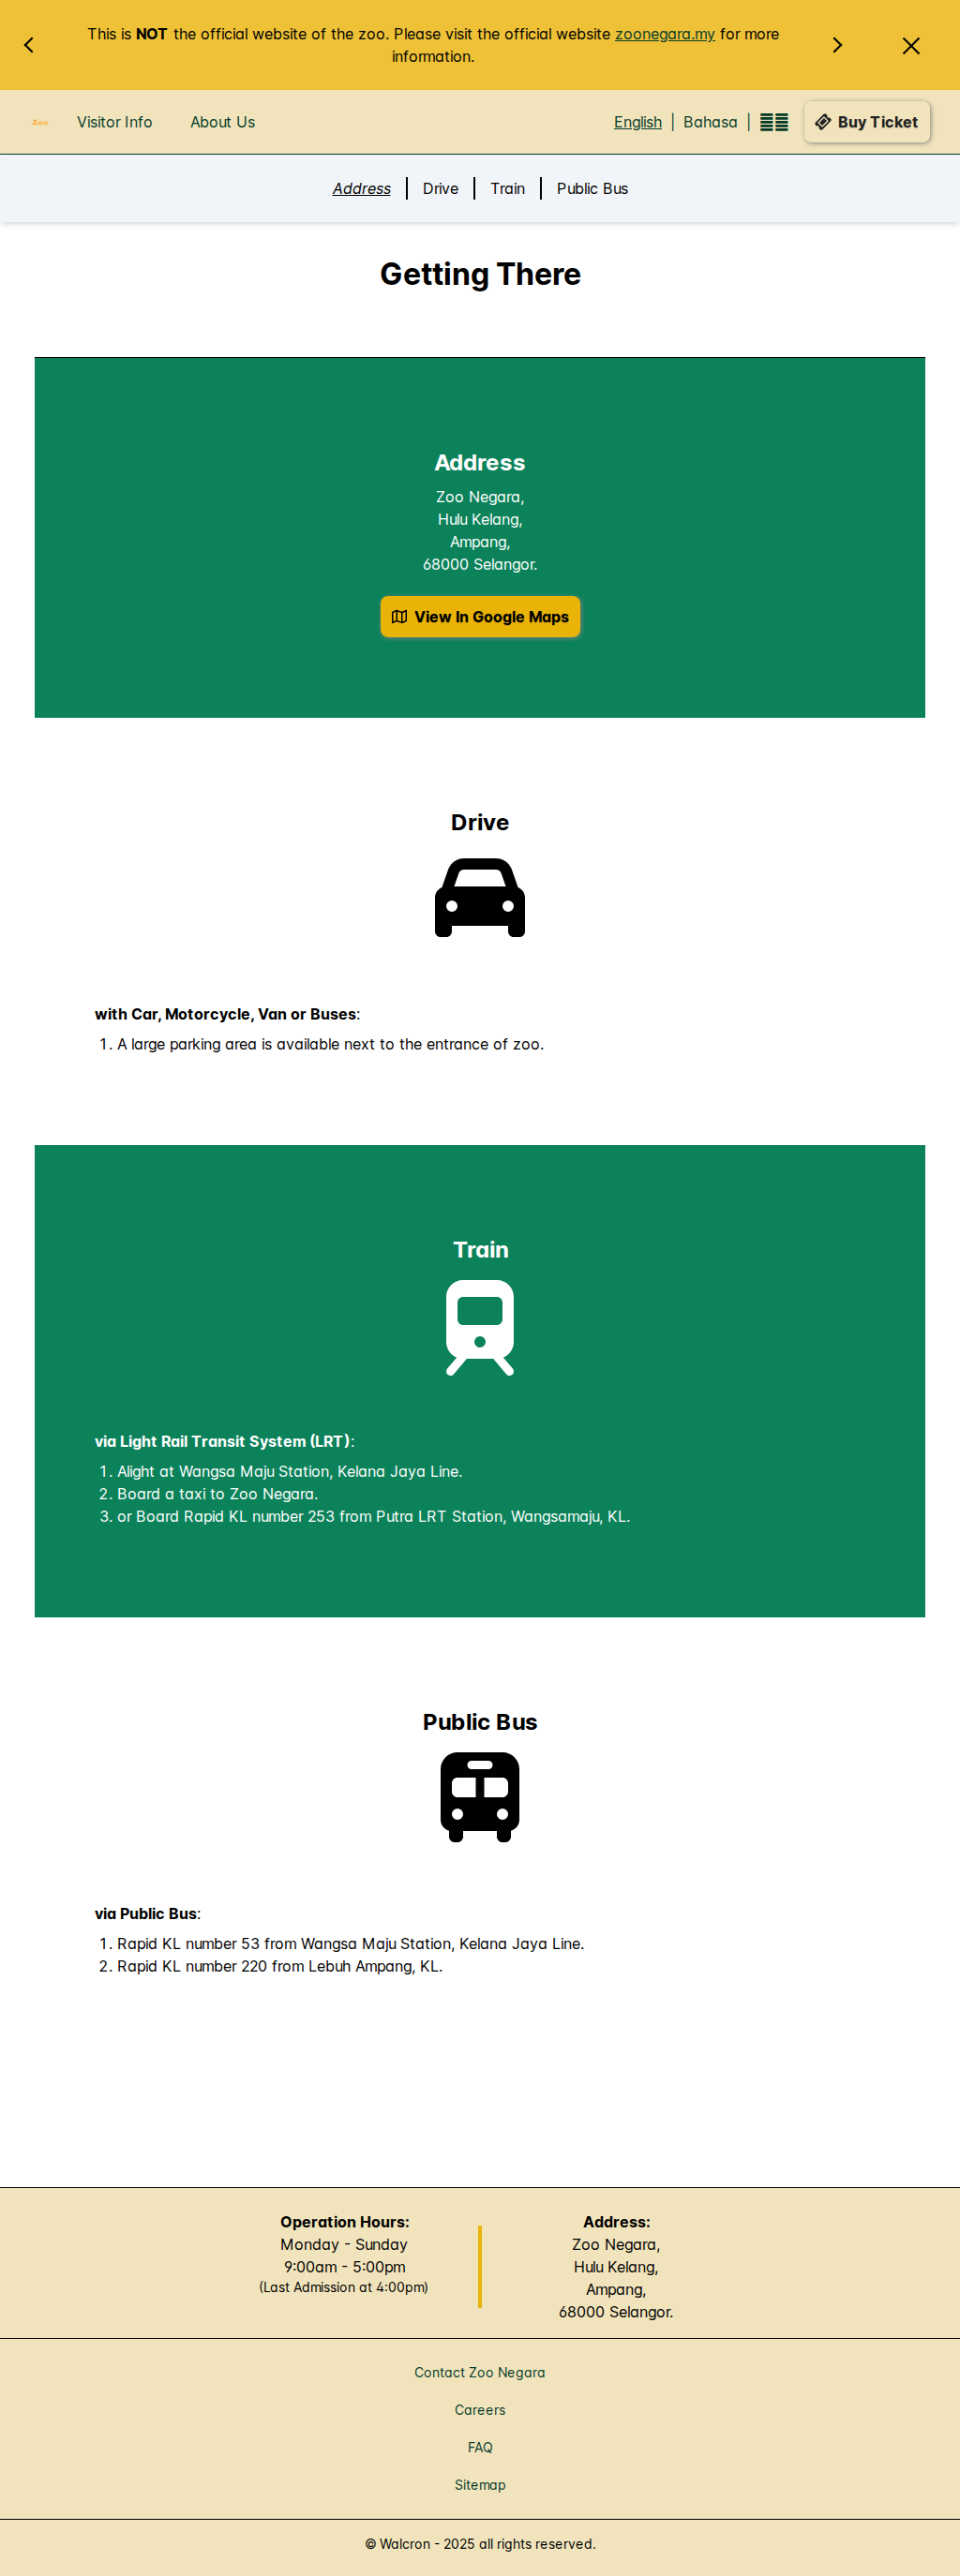 This is NOT the official website of the zoo. Please visit the official website zoonegara.my for more
information.
Zoo
Visitor Info
About Us
English | Bahasa |
Buy Ticket
Address
Drive
Train
Public Bus
Getting There
Address
Zoo Negara,
Hulu Kelang,
Ampang,
68000 Selangor.
View In Google Maps
Drive
with Car, Motorcycle, Van or Buses:
1. A large parking area is available next to the entrance of zoo.
Train
via Light Rail Transit System (LRT):
1. Alight at Wangsa Maju Station, Kelana Jaya Line.
2. Board a taxi to Zoo Negara.
3. or Board Rapid KL number 253 from Putra LRT Station, Wangsamaju, KL.
Public Bus
via Public Bus:
1. Rapid KL number 53 from Wangsa Maju Station, Kelana Jaya Line.
2. Rapid KL number 220 from Lebuh Ampang, KL.
Operation Hours:
Monday - Sunday
9:00am - 5:00pm
(Last Admission at 4:00pm)
Address:
Zoo Negara,
Hulu Kelang,
Ampang,
68000 Selangor.
Contact Zoo Negara
Careers
FAQ
Sitemap
© Walcron - 2025 all rights reserved.